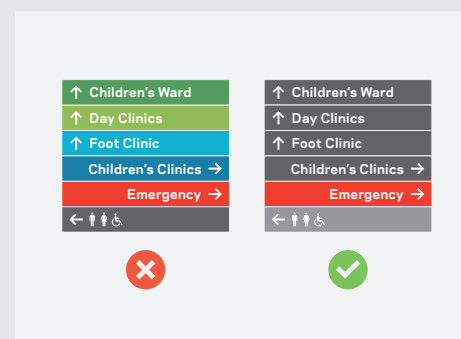 ↑ Children's Ward
↑ Day Clinics
↑ Foot Clinic
Children's Clinics →
Emergency →
←
↑ Children's Ward
↑ Day Clinics
↑ Foot Clinic
Children's Clinics →
Emergency →
←